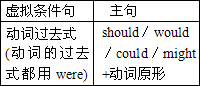 虚拟条件句 主句
动词过去式 should/would
(动词的过去 /could/might
式都用 were) +动词原形